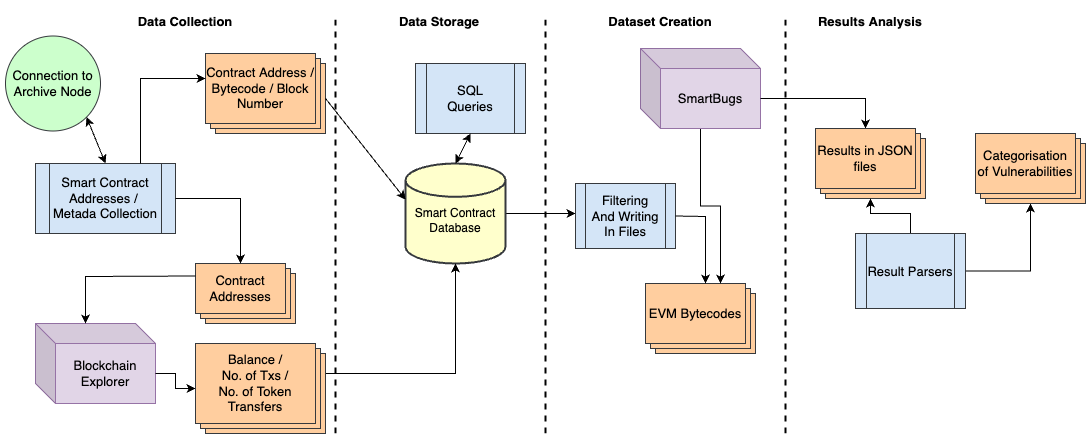 Data Collection
Data Storage
Dataset Creation
Results Analysis
Connection to
Archive Node
Contract Address /
Bytecode / Block
Number
Smart Contract
Addresses /
Metada Collection
Contract
Addresses
Blockchain
Explorer
Balance /
No. of Txs /
No. of Token
Transfers
SQL
Queries
Smart Contract
Database
SmartBugs
Filtering
And Writing
In Files
EVM Bytecodes
Results in JSON
files
Categorisation
of Vulnerabilities
Result Parsers